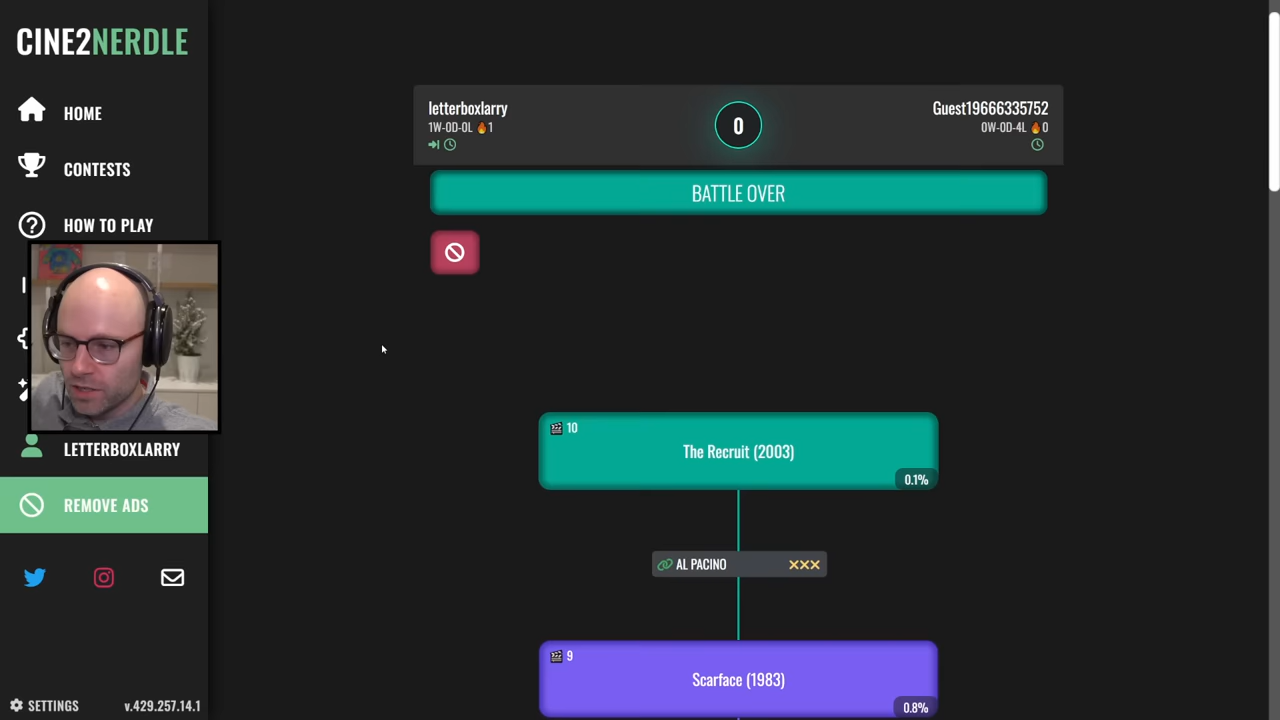 CINE2NERDLE
HOME
CONTESTS
HOW TO PLAY
LETTERBOXLARRY
REMOVE ADS
SETTINGS
v.429.257.14.1
letterboxlarry
1W-0D-0L 🔥1
0
Guest19666335752
0W-0D-4L 🔥0
BATTLE OVER
10
The Recruit (2003)
0.1%
AL PACINO
9
Scarface (1983)
0.8%